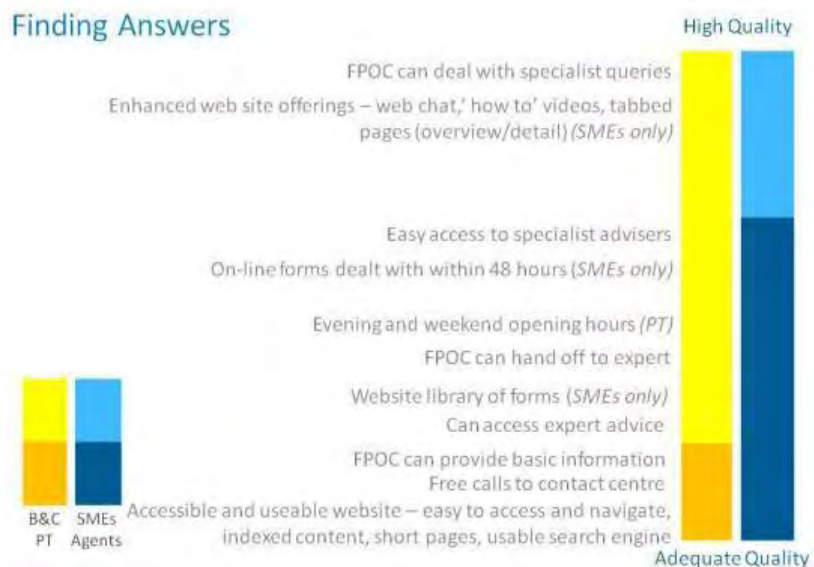 Finding Answers
High Quality
FPOC can deal with specialist queries
Enhanced web site offerings – web chat,' how to' videos, tabbed
pages (overview/detail) (SMEs only)
Easy access to specialist advisers
On-line forms dealt with within 48 hours (SMEs only)
Evening and weekend opening hours (PT)
FPOC can hand off to expert
Website library of forms (SMEs only)
Can access expert advice
FPOC can provide basic information
Free calls to contact centre
Accessible and useable website – easy to access and navigate,
indexed content, short pages, usable search engine
B&C SMEs
PT Agents
Adequate Quality